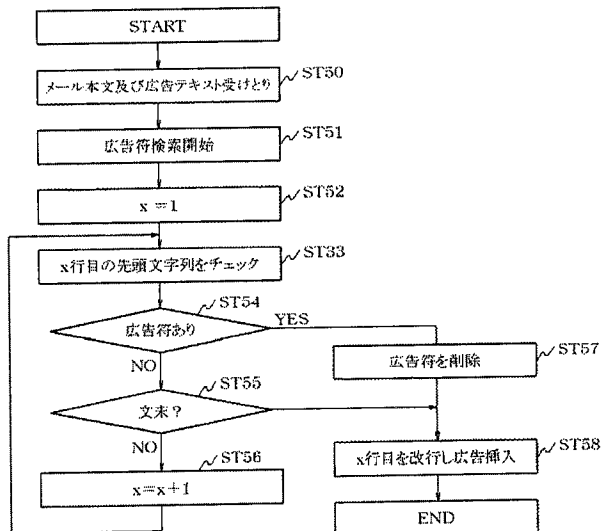 START
メール本文及び広告テキスト受けとり
ST50
広告符検索開始
ST51
x =1
ST52
x行目の先頭文字列をチェック
ST33
広告符あり
ST54
YES
NO
広告符を削除
ST57
文末？
ST55
NO
x行目を改行し広告挿入
ST58
x=x+1
ST56
END